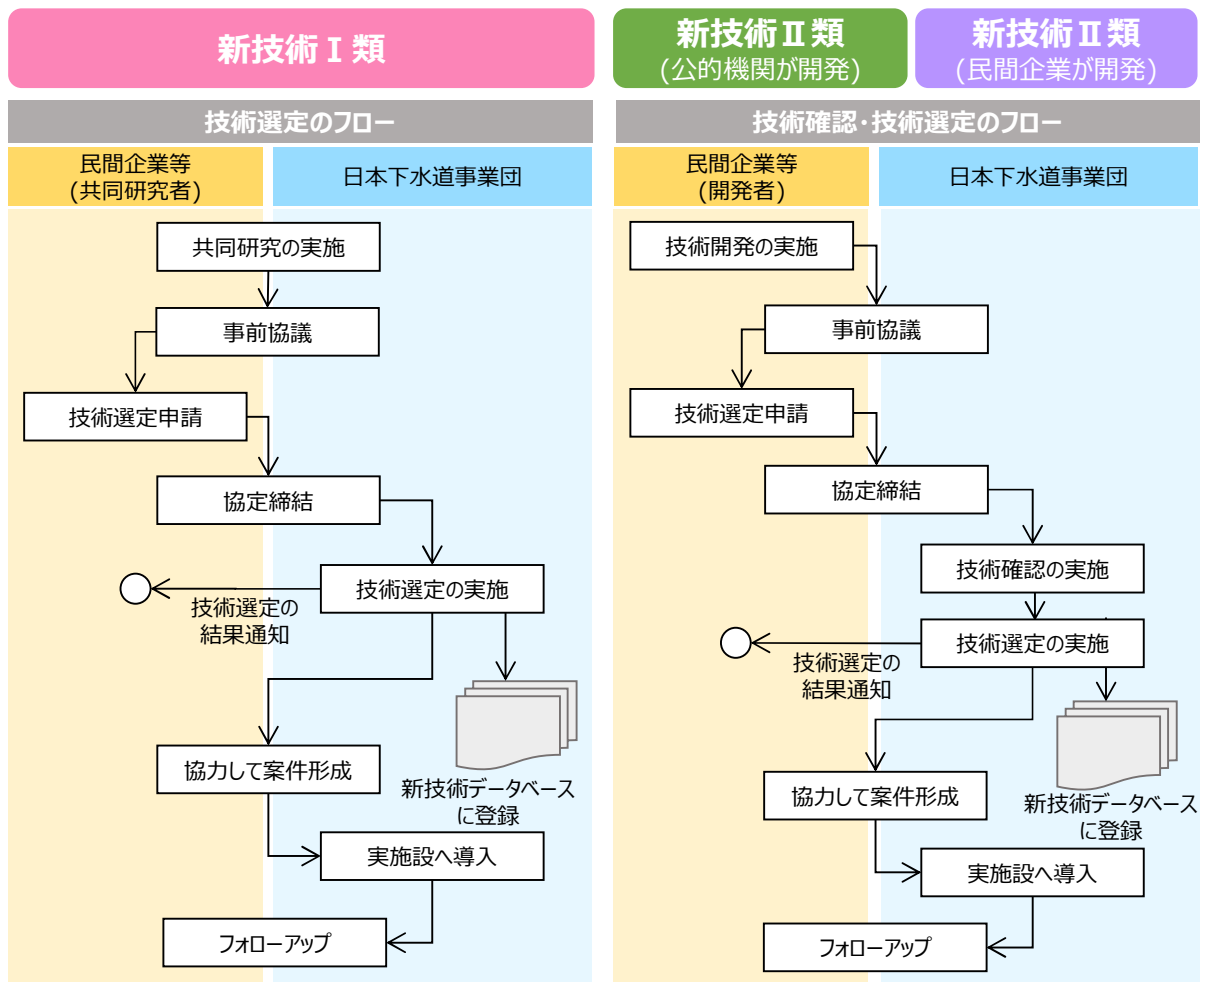 新技術Ⅰ類
技術選定のフロー
民間企業等
(共同研究者)
日本下水道事業団
共同研究の実施
事前協議
技術選定申請
協定締結
技術選定の実施
技術選定の
結果通知
協力して案件形成
新技術データベース
に登録
実施設へ導入
フォローアップ
新技術Ⅱ類
(公的機関が開発)
新技術Ⅱ類
(民間企業が開発)
技術確認・技術選定のフロー
民間企業等
(開発者)
日本下水道事業団
技術開発の実施
事前協議
技術選定申請
協定締結
技術確認の実施
技術選定の実施
技術選定の
結果通知
協力して案件形成
新技術データベース
に登録
実施設へ導入
フォローアップ